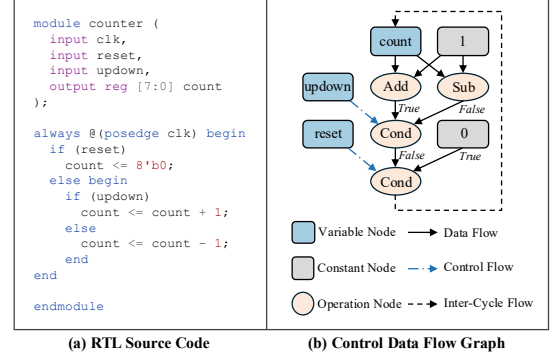 module counter (
input clk,
input reset,
input updown,
output reg [7:0] count
);
always @(posedge clk) begin
if (reset)
count <= 8'b0;
else begin
if (updown)
count <= count + 1;
else
count <= count - 1;
end
end
endmodule
(a) RTL Source Code
count
1
updown
Add
Sub
True
False
reset
Cond
0
False
True
Cond
Variable Node
Data Flow
Constant Node
Control Flow
Operation Node
Inter-Cycle Flow
(b) Control Data Flow Graph